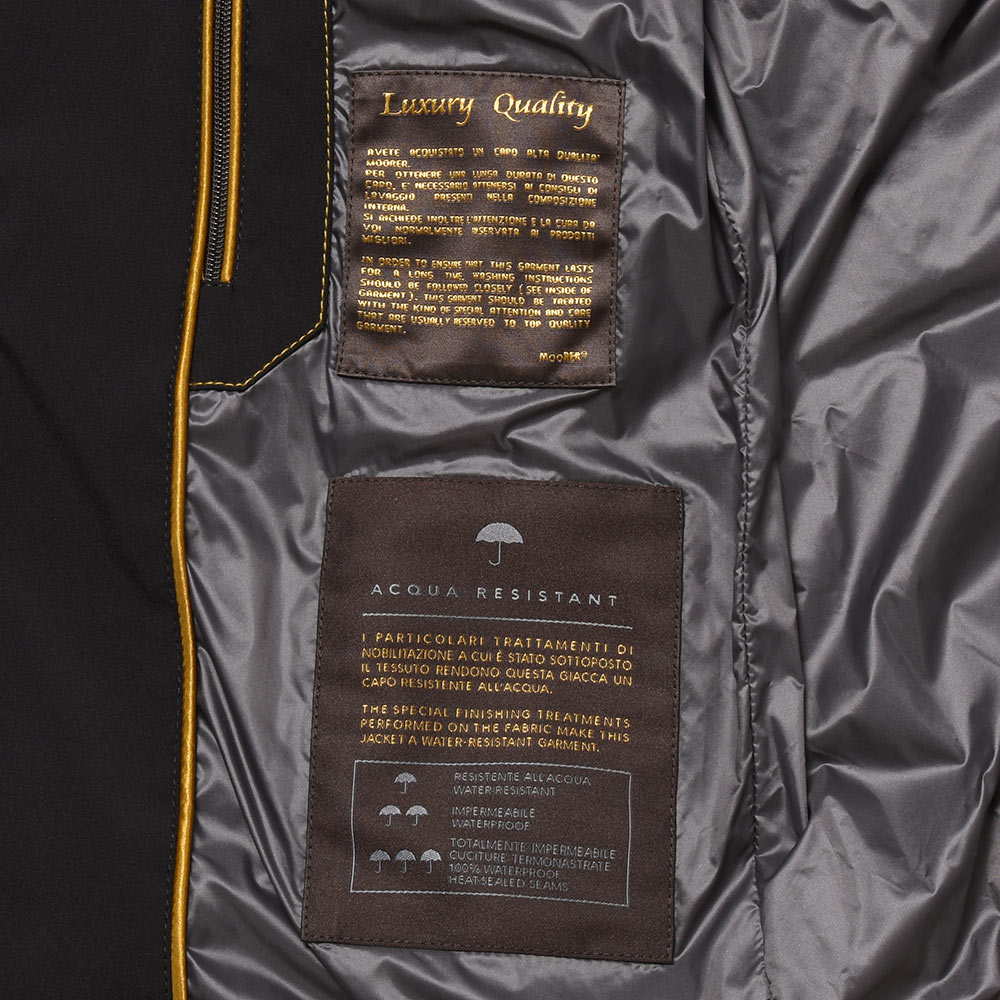 Luxury Quality
AVETE ACQUISTATO UN CAPO ALTA QUALITA'
MOORER.
PER OTTENERE UNA LUNGA DURATA DI QUESTO
CAPO, E' NECESSARIO ATTENERSI AI CONSIGLI DI
LAVAGGIO PRESENTI NELLA COMPOSIZIONE
INTERNA.
SI RICHIEDE INOLTRE L'ATTENZIONE E LA CURA DA
VOI NORMALMENTE RISERVATA AI PRODOTTI
MIGLIORI.
IN ORDER TO ENSURE THAT THIS GARMENT LASTS
FOR A LONG TIME WASHING INSTRUCTIONS
SHOULD BE FOLLOWED CLOSELY (SEE INSIDE OF
GARMENT). THIS GARMENT SHOULD BE TREATED
WITH THE KIND OF SPECIAL ATTENTION AND CARE
THAT ARE USUALLY RESERVED TO TOP QUALITY
GARMENT.
MOORER®
ACQUA RESISTANT
I PARTICOLARI TRATTAMENTI DI
NOBILITAZIONE A CUI È STATO SOTTOPOSTO
IL TESSUTO RENDONO QUESTA GIACCA UN
CAPO RESISTENTE ALL'ACQUA.
THE SPECIAL FINISHING TREATMENTS
PERFORMED ON THE FABRIC MAKE THIS
JACKET A WATER-RESISTANT GARMENT.
RESISTENTE ALL'ACQUA
WATER-RESISTANT
IMPERMEABILE
WATERPROOF
TOTALMENTE IMPERMEABILE
CUCITURE TERMONASTRATE
100% WATERPROOF
HEAT-SEALED SEAMS